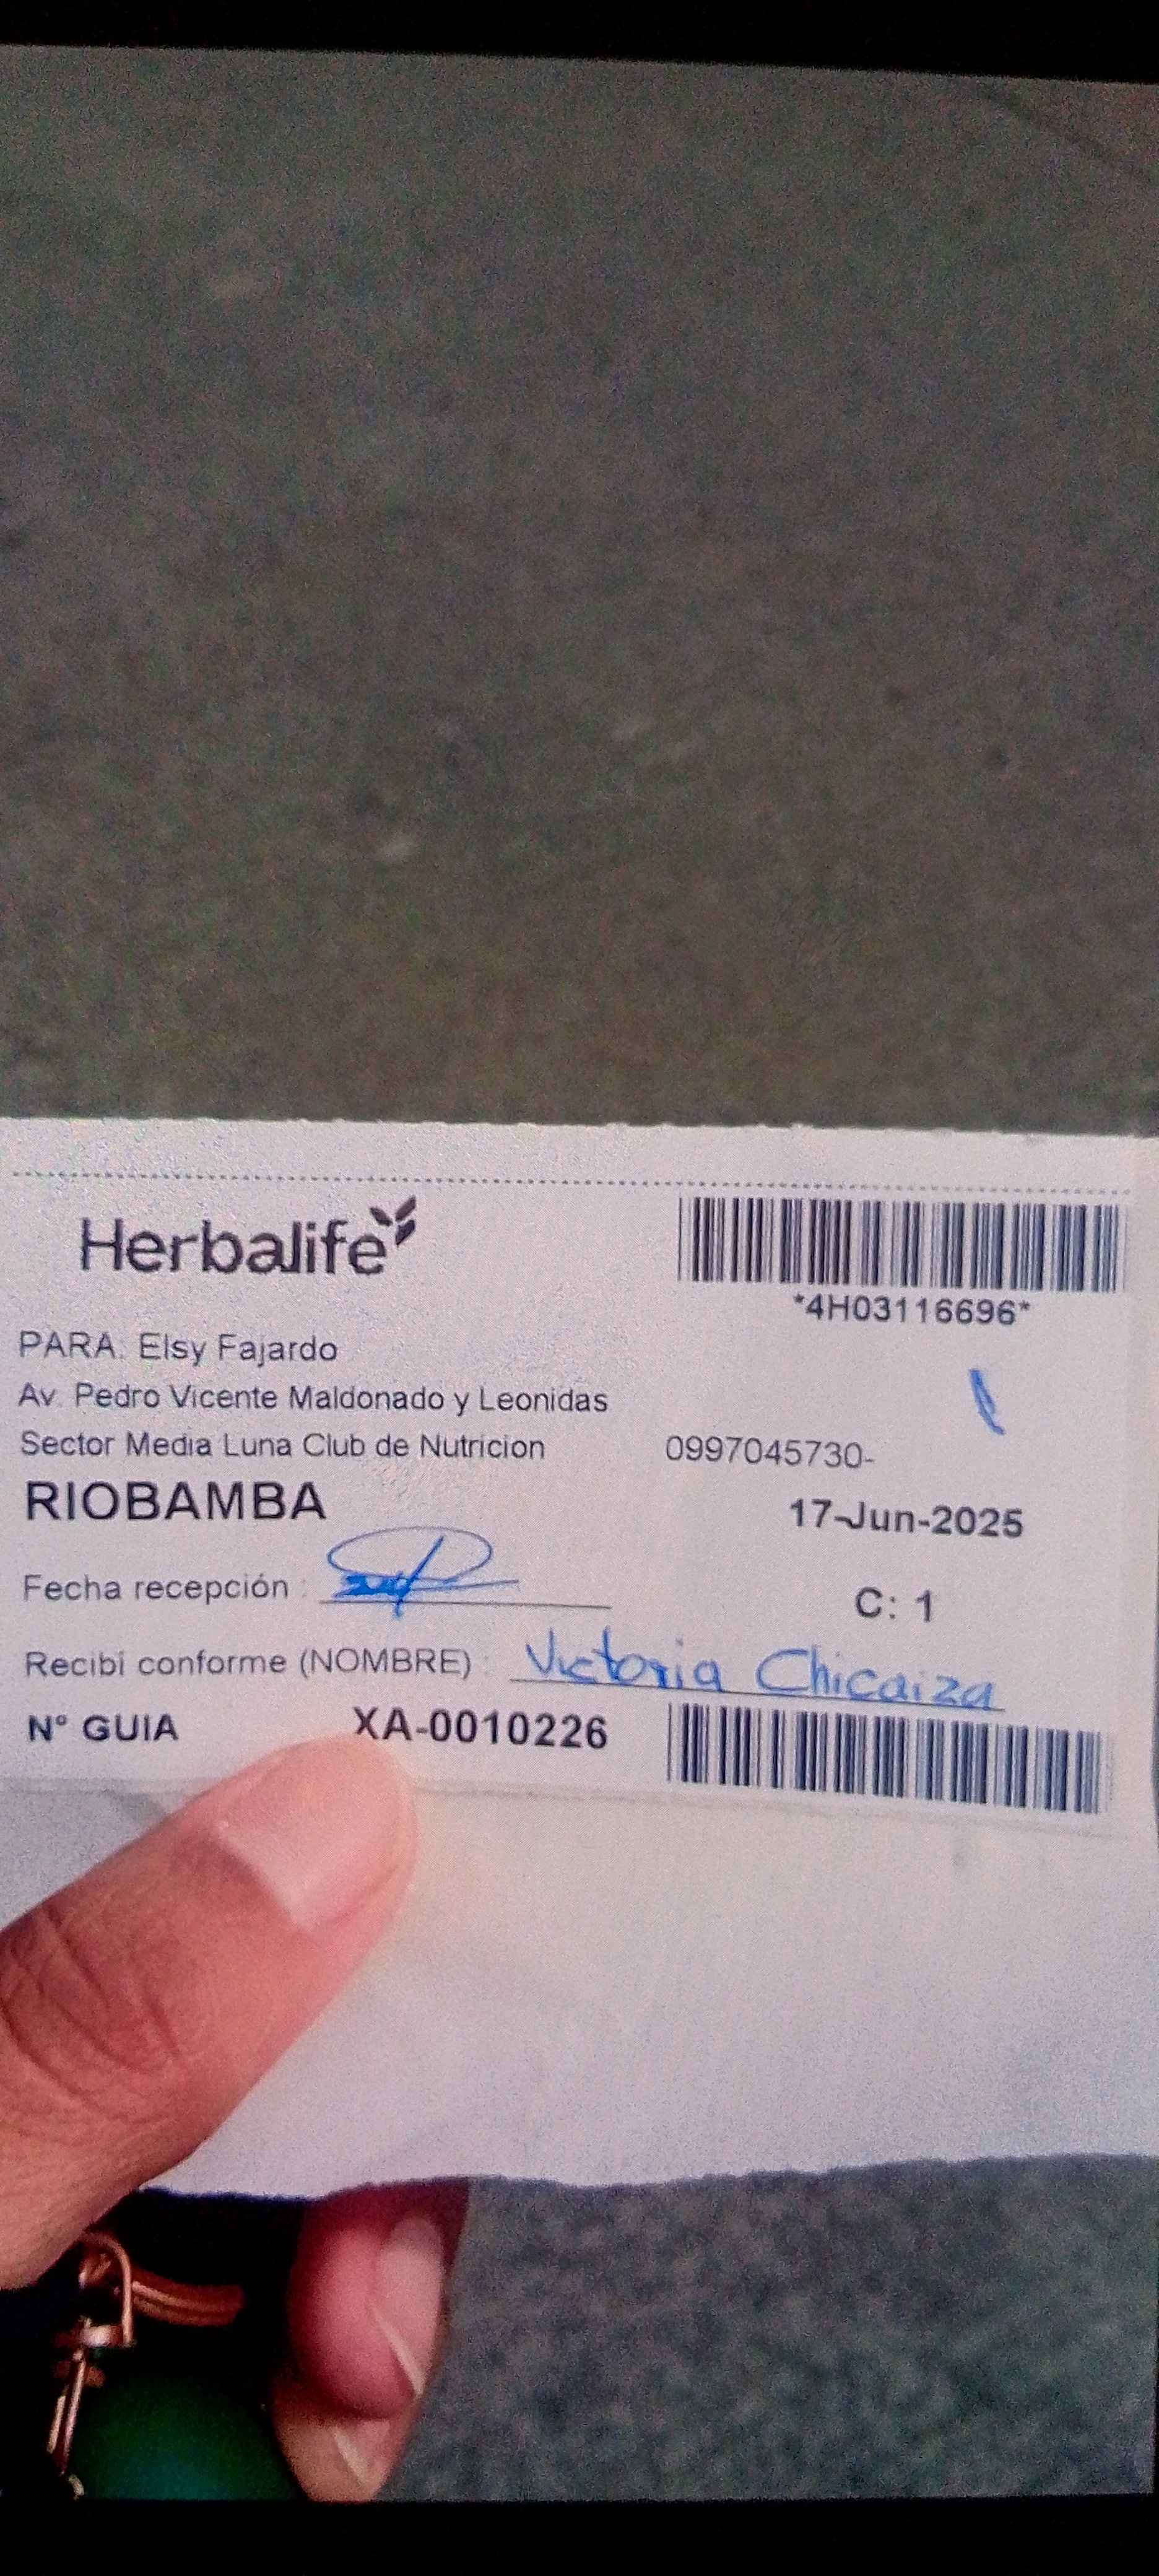 Herbalife
*4H03116696*
PARA: Elsy Fajardo
Av. Pedro Vicente Maldonado y Leonidas
Sector Media Luna Club de Nutricion 0997045730-
RIOBAMBA
17-Jun-2025
Fecha recepción :
C: 1
Recibí conforme (NOMBRE) : Victoria Chicaiza
N° GUIA XA-0010226